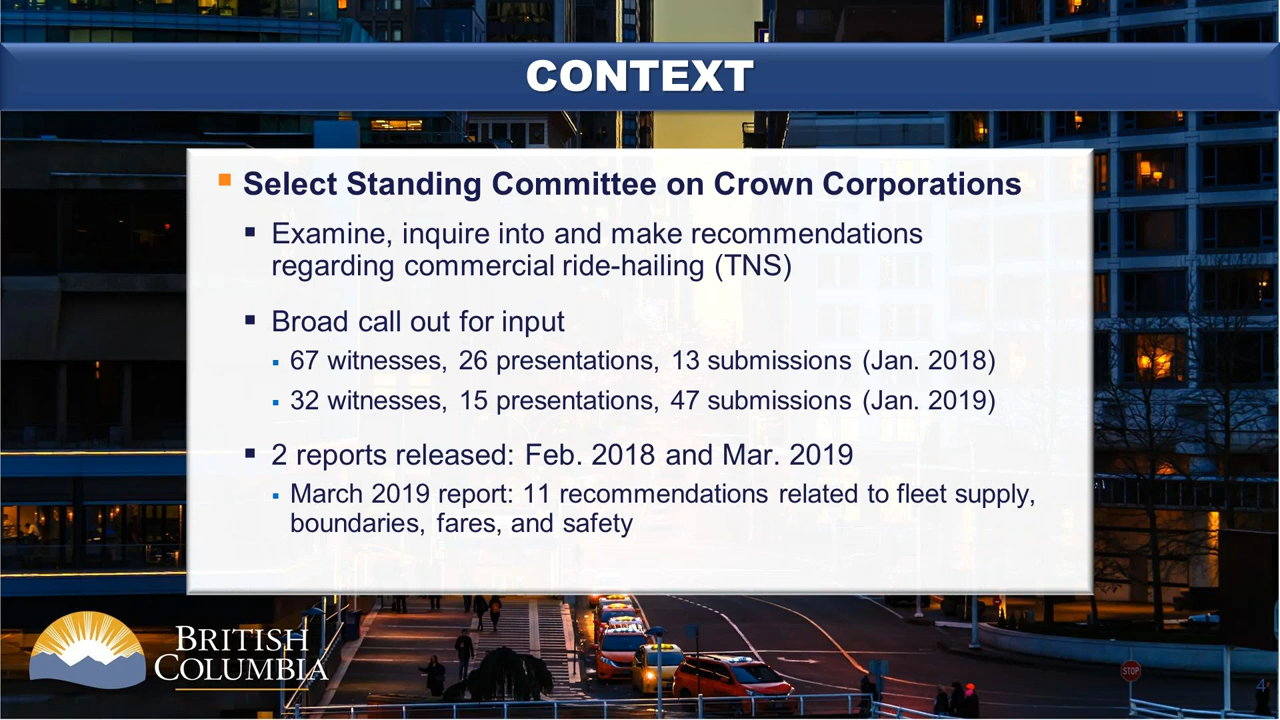 CONTEXT
Select Standing Committee on Crown Corporations
Examine, inquire into and make recommendations
regarding commercial ride-hailing (TNS)
Broad call out for input
67 witnesses, 26 presentations, 13 submissions (Jan. 2018)
32 witnesses, 15 presentations, 47 submissions (Jan. 2019)
2 reports released: Feb. 2018 and Mar. 2019
March 2019 report: 11 recommendations related to fleet supply,
boundaries, fares, and safety
BRITISH
COLUMBIA
STOP
4